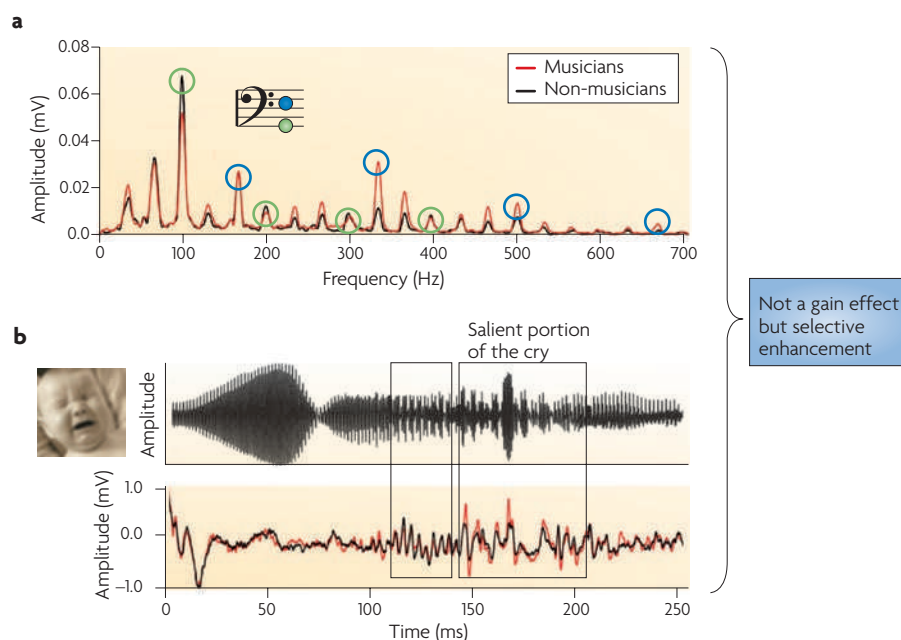 a
0.08
0.06
0.04
0.02
0.0
Amplitude (mV)
0 100 200 300 400 500 600 700
Frequency (Hz)
Musicians
Non-musicians
Not a gain effect
but selective
enhancement
b
Salient portion
of the cry
Amplitude
1.0
0.0
–1.0
Amplitude (mV)
0 50 100 150 200 250
Time (ms)